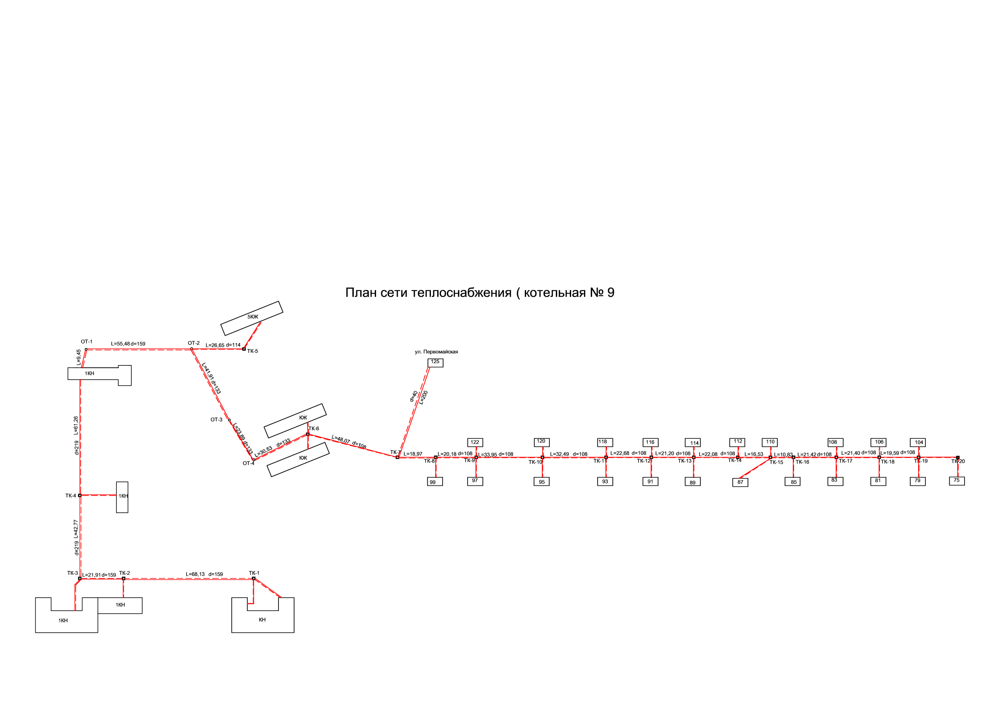 План сети теплоснабжения ( котельная № 9
5КЖ
ОТ-1
L=55,48 d=159
ОТ-2
L=26,65 d=114
ТК-5
L=9,45
1КН
L=41,91 d=133
ул. Первомайская
125
d=40
L=200
ОТ-3
L=23,89 d=133
ОТ-4
L=30,53 d=133
КЖ
ТК-6
КЖ
L=48,07 d=108
d=219 L=61,26
ТК-7
L=18,97
ТК-8
L=20,18 d=108
ТК-9
L=33,95 d=108
ТК-10
L=32,49 d=108
ТК-11
L=22,68 d=108
ТК-12
L=21,20 d=108
ТК-13
L=22,08 d=108
ТК-14
L=16,53
ТК-15
L=10,83
ТК-16
L=21,42 d=108
ТК-17
L=21,40 d=108
ТК-18
L=19,59 d=108
ТК-19
ТК-20
122
120
118
116
114
112
110
108
106
104
99
97
95
93
91
89
87
85
83
81
79
75
ТК-4
1КН
d=219 L=42,77
ТК-3
L=21,91 d=159
ТК-2
L=68,13 d=159
ТК-1
1КН
1КН
КН